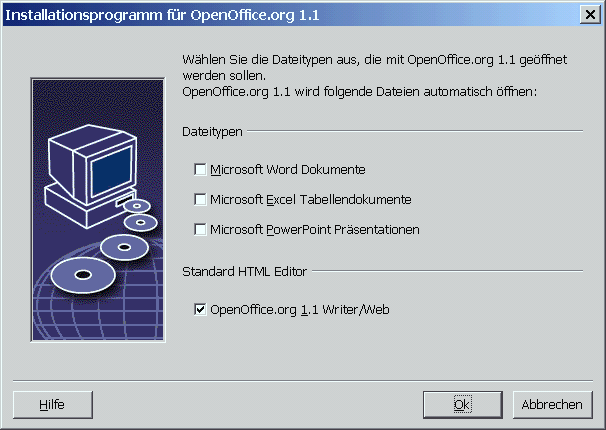 Installationsprogramm für OpenOffice.org 1.1
Wählen Sie die Dateitypen aus, die mit OpenOffice.org 1.1 geöffnet
werden sollen.
OpenOffice.org 1.1 wird folgende Dateien automatisch öffnen:
Dateitypen
Microsoft Word Dokumente
Microsoft Excel Tabellendokumente
Microsoft PowerPoint Präsentationen
Standard HTML Editor
OpenOffice.org 1.1 Writer/Web
Hilfe
Ok
Abbrechen